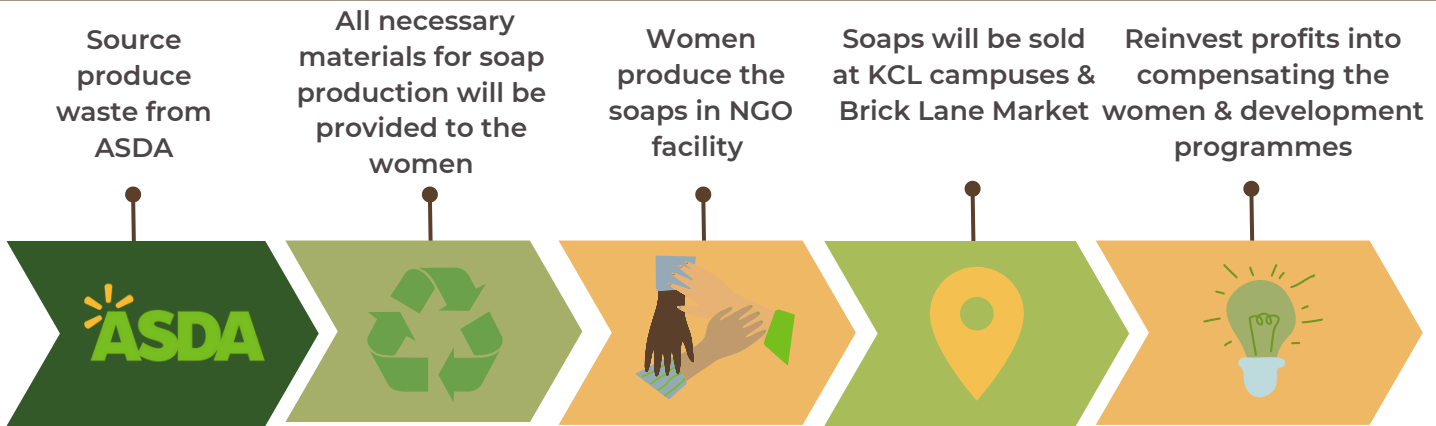 Source
produce
waste from
ASDA
All necessary
materials for soap
production will be
provided to the
women
Women
produce the
soaps in NGO
facility
Soaps will be sold
at KCL campuses &
Brick Lane Market
Reinvest profits into
compensating the
women & development
programmes
ASDA